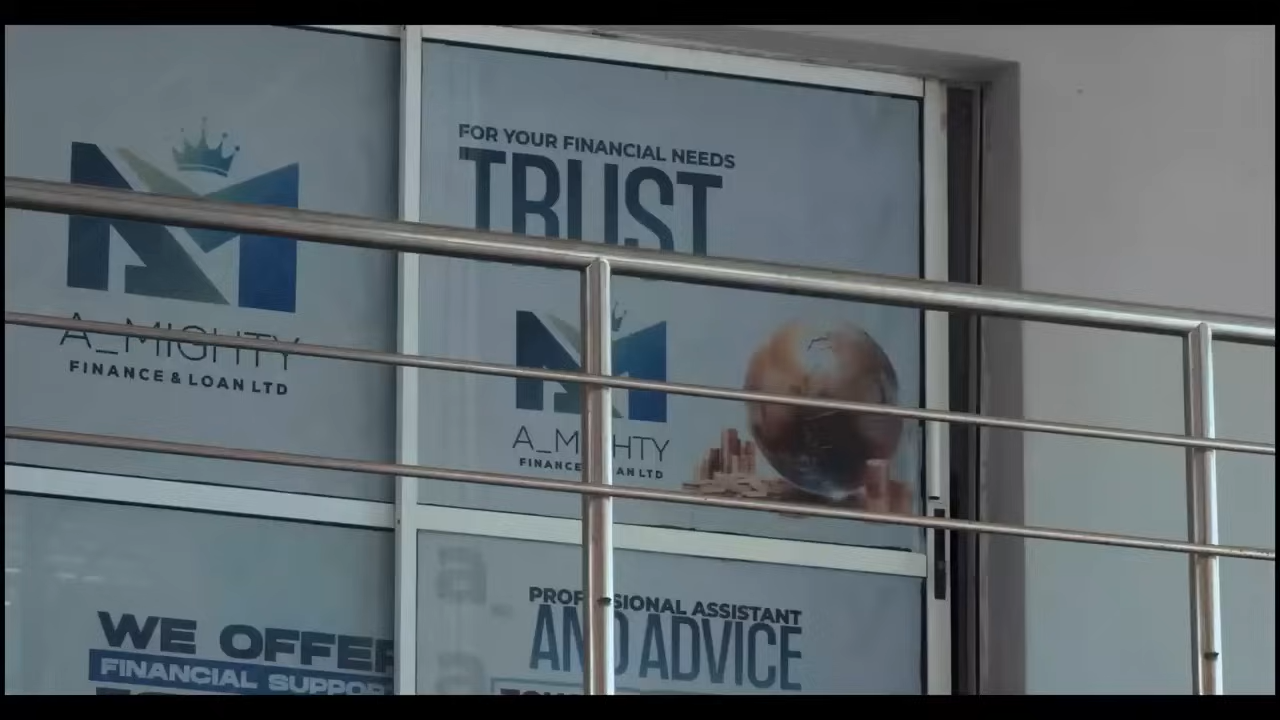 A_MIGHTY
FINANCE & LOAN LTD
FOR YOUR FINANCIAL NEEDS
TRUST
A_MIGHTY
FINANCE LOAN LTD
WE OFFER
FINANCIAL SUPPORT
PROFESSIONAL ASSISTANT
AND ADVICE